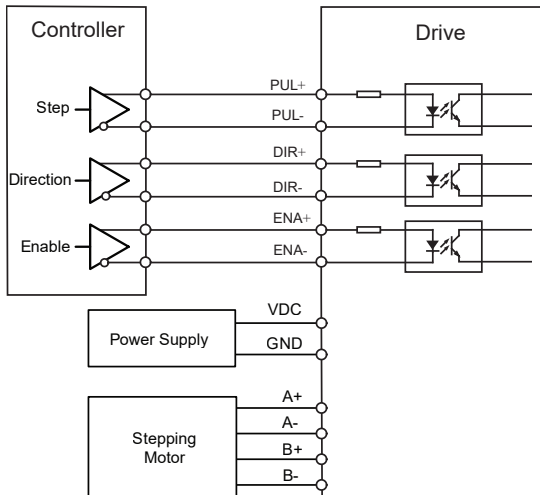 Controller
Drive
PUL+
Step
PUL-
DIR+
Direction
DIR-
ENA+
Enable
ENA-
VDC
Power Supply
GND
A+
A-
Stepping
Motor
B+
B-